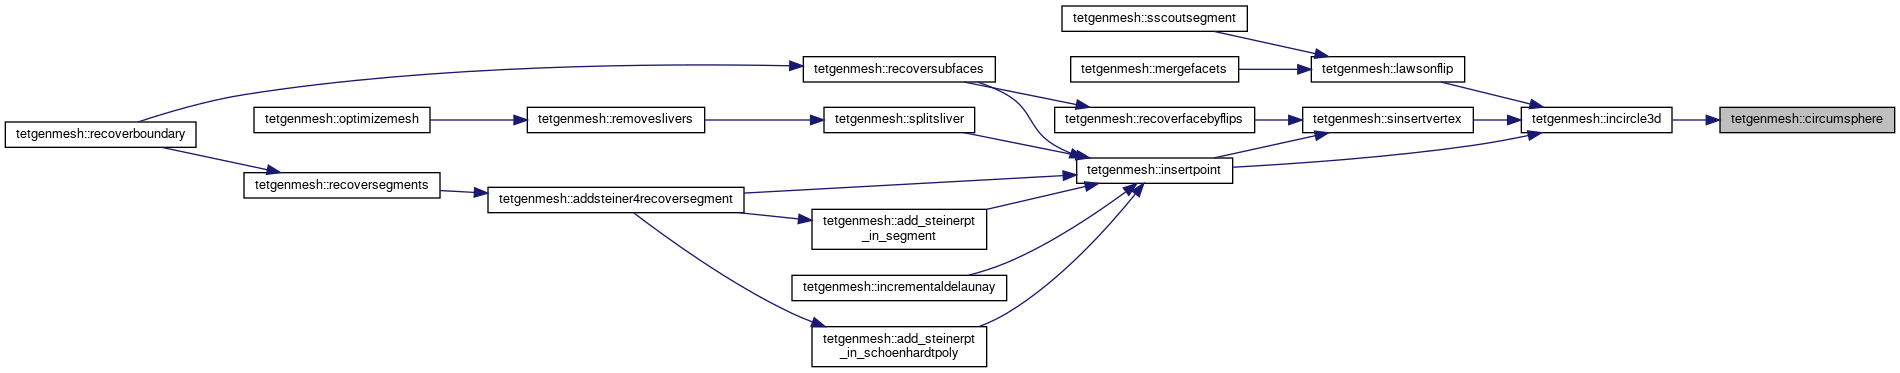 tetgenmesh::sscoutsegment
tetgenmesh::recoversubfaces
tetgenmesh::mergefacets
tetgenmesh::lawsonflip
tetgenmesh::recoverboundary
tetgenmesh::optimizemesh
tetgenmesh::removeslivers
tetgenmesh::splitsliver
tetgenmesh::recoverfacebyflips
tetgenmesh::sinsertvertex
tetgenmesh::incircle3d
tetgenmesh::circumsphere
tetgenmesh::insertpoint
tetgenmesh::recoversegments
tetgenmesh::addsteiner4recoversegment
tetgenmesh::add_steinerpt
_in_segment
tetgenmesh::incrementaldelaunay
tetgenmesh::add_steinerpt
_in_schoenhardtpoly